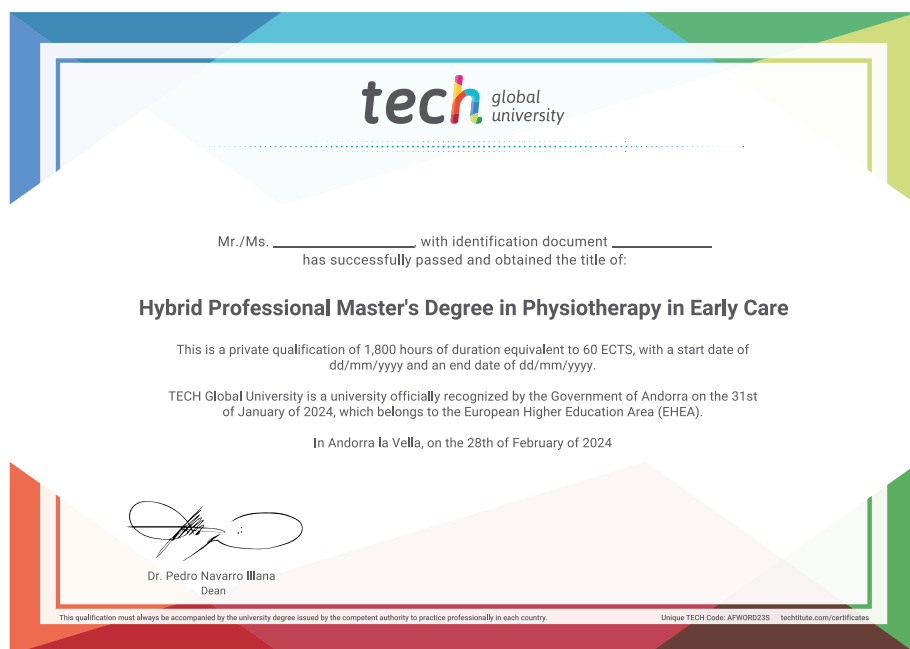 tech global
university
Mr./Ms. ________________, with identification document ____________
has successfully passed and obtained the title of:
Hybrid Professional Master's Degree in Physiotherapy in Early Care
This is a private qualification of 1,800 hours of duration equivalent to 60 ECTS, with a start date of
dd/mm/yyyy and an end date of dd/mm/yyyy.
TECH Global University is a university officially recognized by the Government of Andorra on the 31st
of January of 2024, which belongs to the European Higher Education Area (EHEA).
In Andorra la Vella, on the 28th of February of 2024
Dr. Pedro Navarro Illana
Dean
This qualification must always be accompanied by the university degree issued by the competent authority to practice professionally in each country.
Unique TECH Code: AFWORD23S techtitute.com/certificates